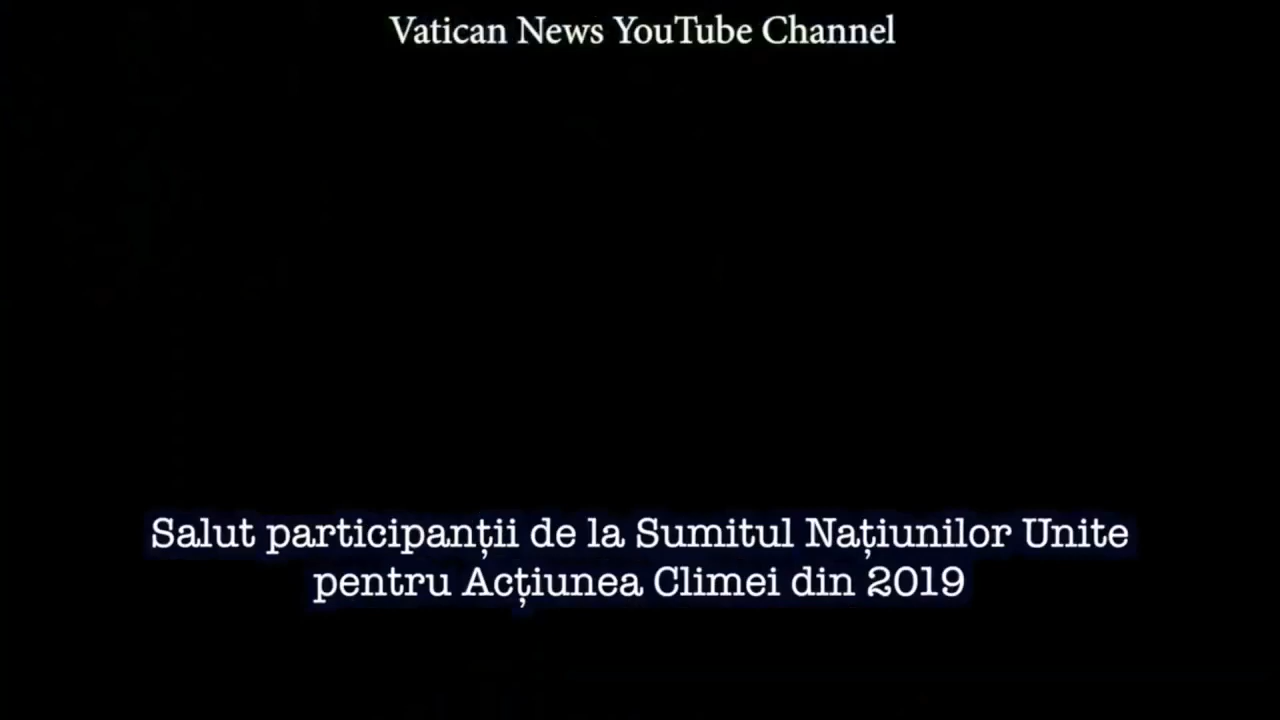 Vatican News YouTube Channel
Salut participanții de la Sumitul Națiunilor Unite
pentru Acțiunea Climei din 2019